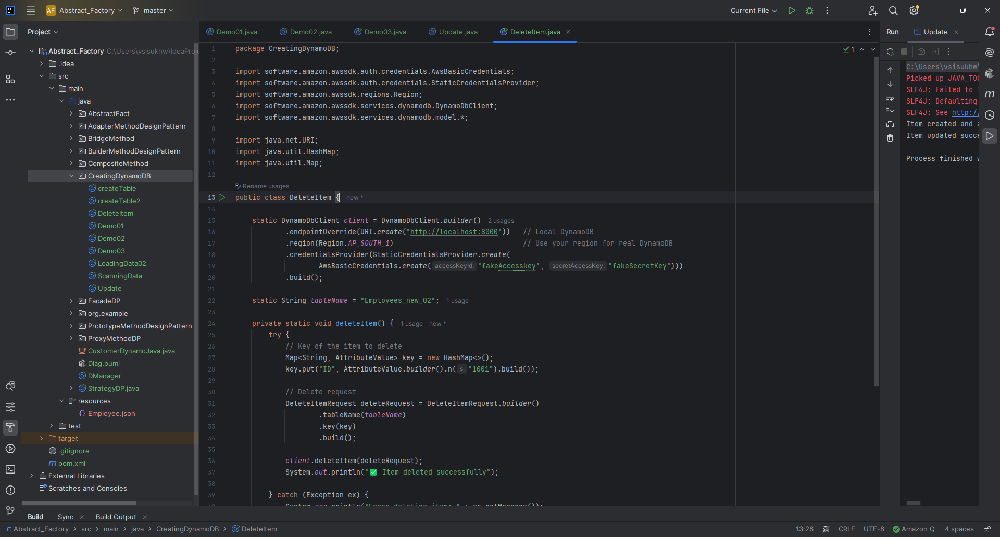 AF Abstract_Factory master Current File
Project
Demo01.java Demo02.java Demo03.java Update.java DeleteItem.java
Run Update
Abstract_Factory C:\Users\vsisukhw\IdeaProje
.idea
src
main
java
AbstractFact
AdapterMethodDesignPattern
BridgeMethod
BuiderMethodDesignPattern
CompositeMethod
CreatingDynamoDB
createTable
createTable2
DeleteItem
Demo01
Demo02
Demo03
LoadingData02
ScanningData
Update
FacadeDP
org.example
PrototypeMethodDesignPattern
ProxyMethodDP
CustomerDynamoJava.java
Diag.puml
DManager
StrategyDP.java
resources
Employee.json
test
target
.gitignore
pom.xml
External Libraries
Scratches and Consoles
1 package CreatingDynamoDB;
2
3 import software.amazon.awssdk.auth.credentials.AwsBasicCredentials;
4 import software.amazon.awssdk.auth.credentials.StaticCredentialsProvider;
5 import software.amazon.awssdk.regions.Region;
6 import software.amazon.awssdk.services.dynamodb.DynamoDbClient;
7 import software.amazon.awssdk.services.dynamodb.model.*;
8
9 import java.net.URI;
10 import java.util.HashMap;
11 import java.util.Map;
12
Rename usages
13 public class DeleteItem { new *
14
15 static DynamoDbClient client = DynamoDbClient.builder() 2 usages
16 .endpointOverride(URI.create("http://localhost:8000")) // Local DynamoDB
17 .region(Region.AP_SOUTH_1) // Use your region for real DynamoDB
18 .credentialsProvider(StaticCredentialsProvider.create(
19 AwsBasicCredentials.create( accessKeyId: "fakeAccesskey", secretAccessKey: "fakeSecretKey")))
20 .build();
21
22 static String tableName = "Employees_new_02"; 1 usage
23
24 private static void deleteItem() { 1 usage new *
25 try {
26 // Key of the item to delete
27 Map<String, AttributeValue> key = new HashMap<>();
28 key.put("ID", AttributeValue.builder().n( s: "1001").build());
29
30 // Delete request
31 DeleteItemRequest deleteRequest = DeleteItemRequest.builder()
32 .tableName(tableName)
33 .key(key)
34 .build();
35
36 client.deleteItem(deleteRequest);
37 System.out.println("✅ Item deleted successfully");
38
39 } catch (Exception ex) {
System.err.println("Error deleting item: " + ex.getMessage());
1
C:\Users\vsisukhw\
Picked up JAVA_TOO
SLF4J: Failed to l
SLF4J: Defaulting
SLF4J: See http://
Item created and a
Item updated succe
Process finished w
Build Sync Build Output
Abstract_Factory > src > main > java > CreatingDynamoDB > DeleteItem
13:26 CRLF UTF-8 Amazon Q 4 spaces